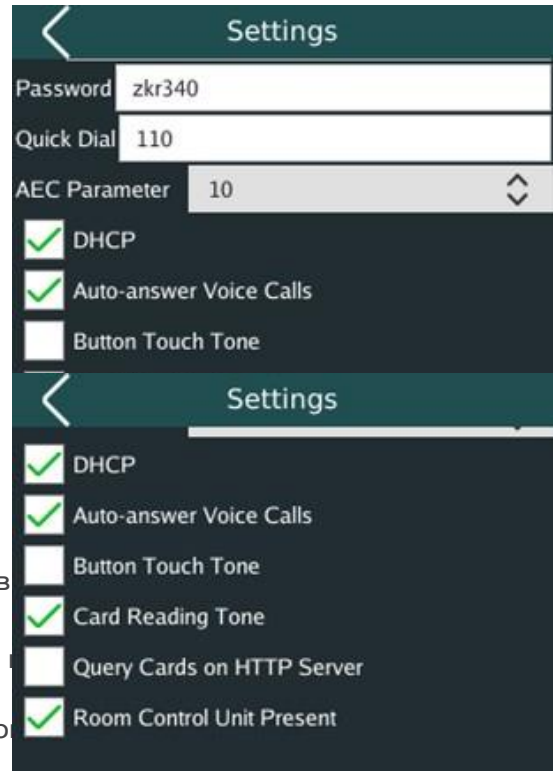 Settings
Password zkr340
Quick Dial 110
AEC Parameter 10
DHCP
Auto-answer Voice Calls
Button Touch Tone
Settings
DHCP
Auto-answer Voice Calls
Button Touch Tone
Card Reading Tone
Query Cards on HTTP Server
Room Control Unit Present